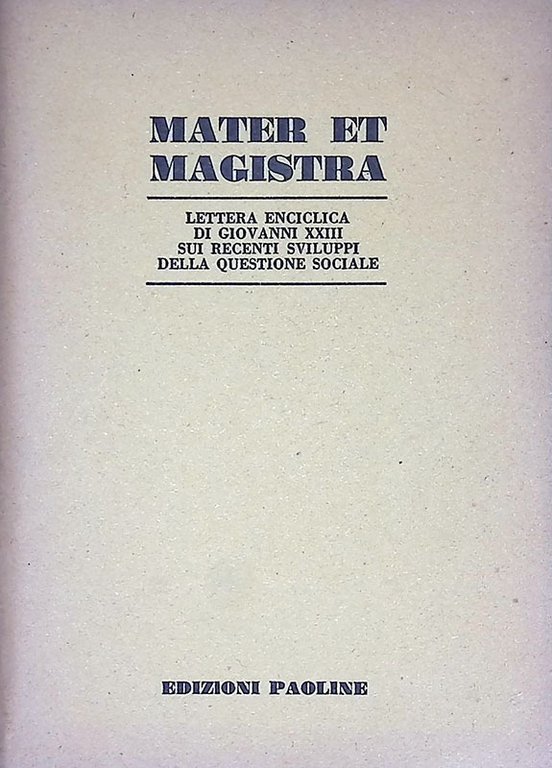 MATER ET
MAGISTRA
LETTERA ENCICLICA
DI GIOVANNI XXIII
SUI RECENTI SVILUPPI
DELLA QUESTIONE SOCIALE
EDIZIONI PAOLINE